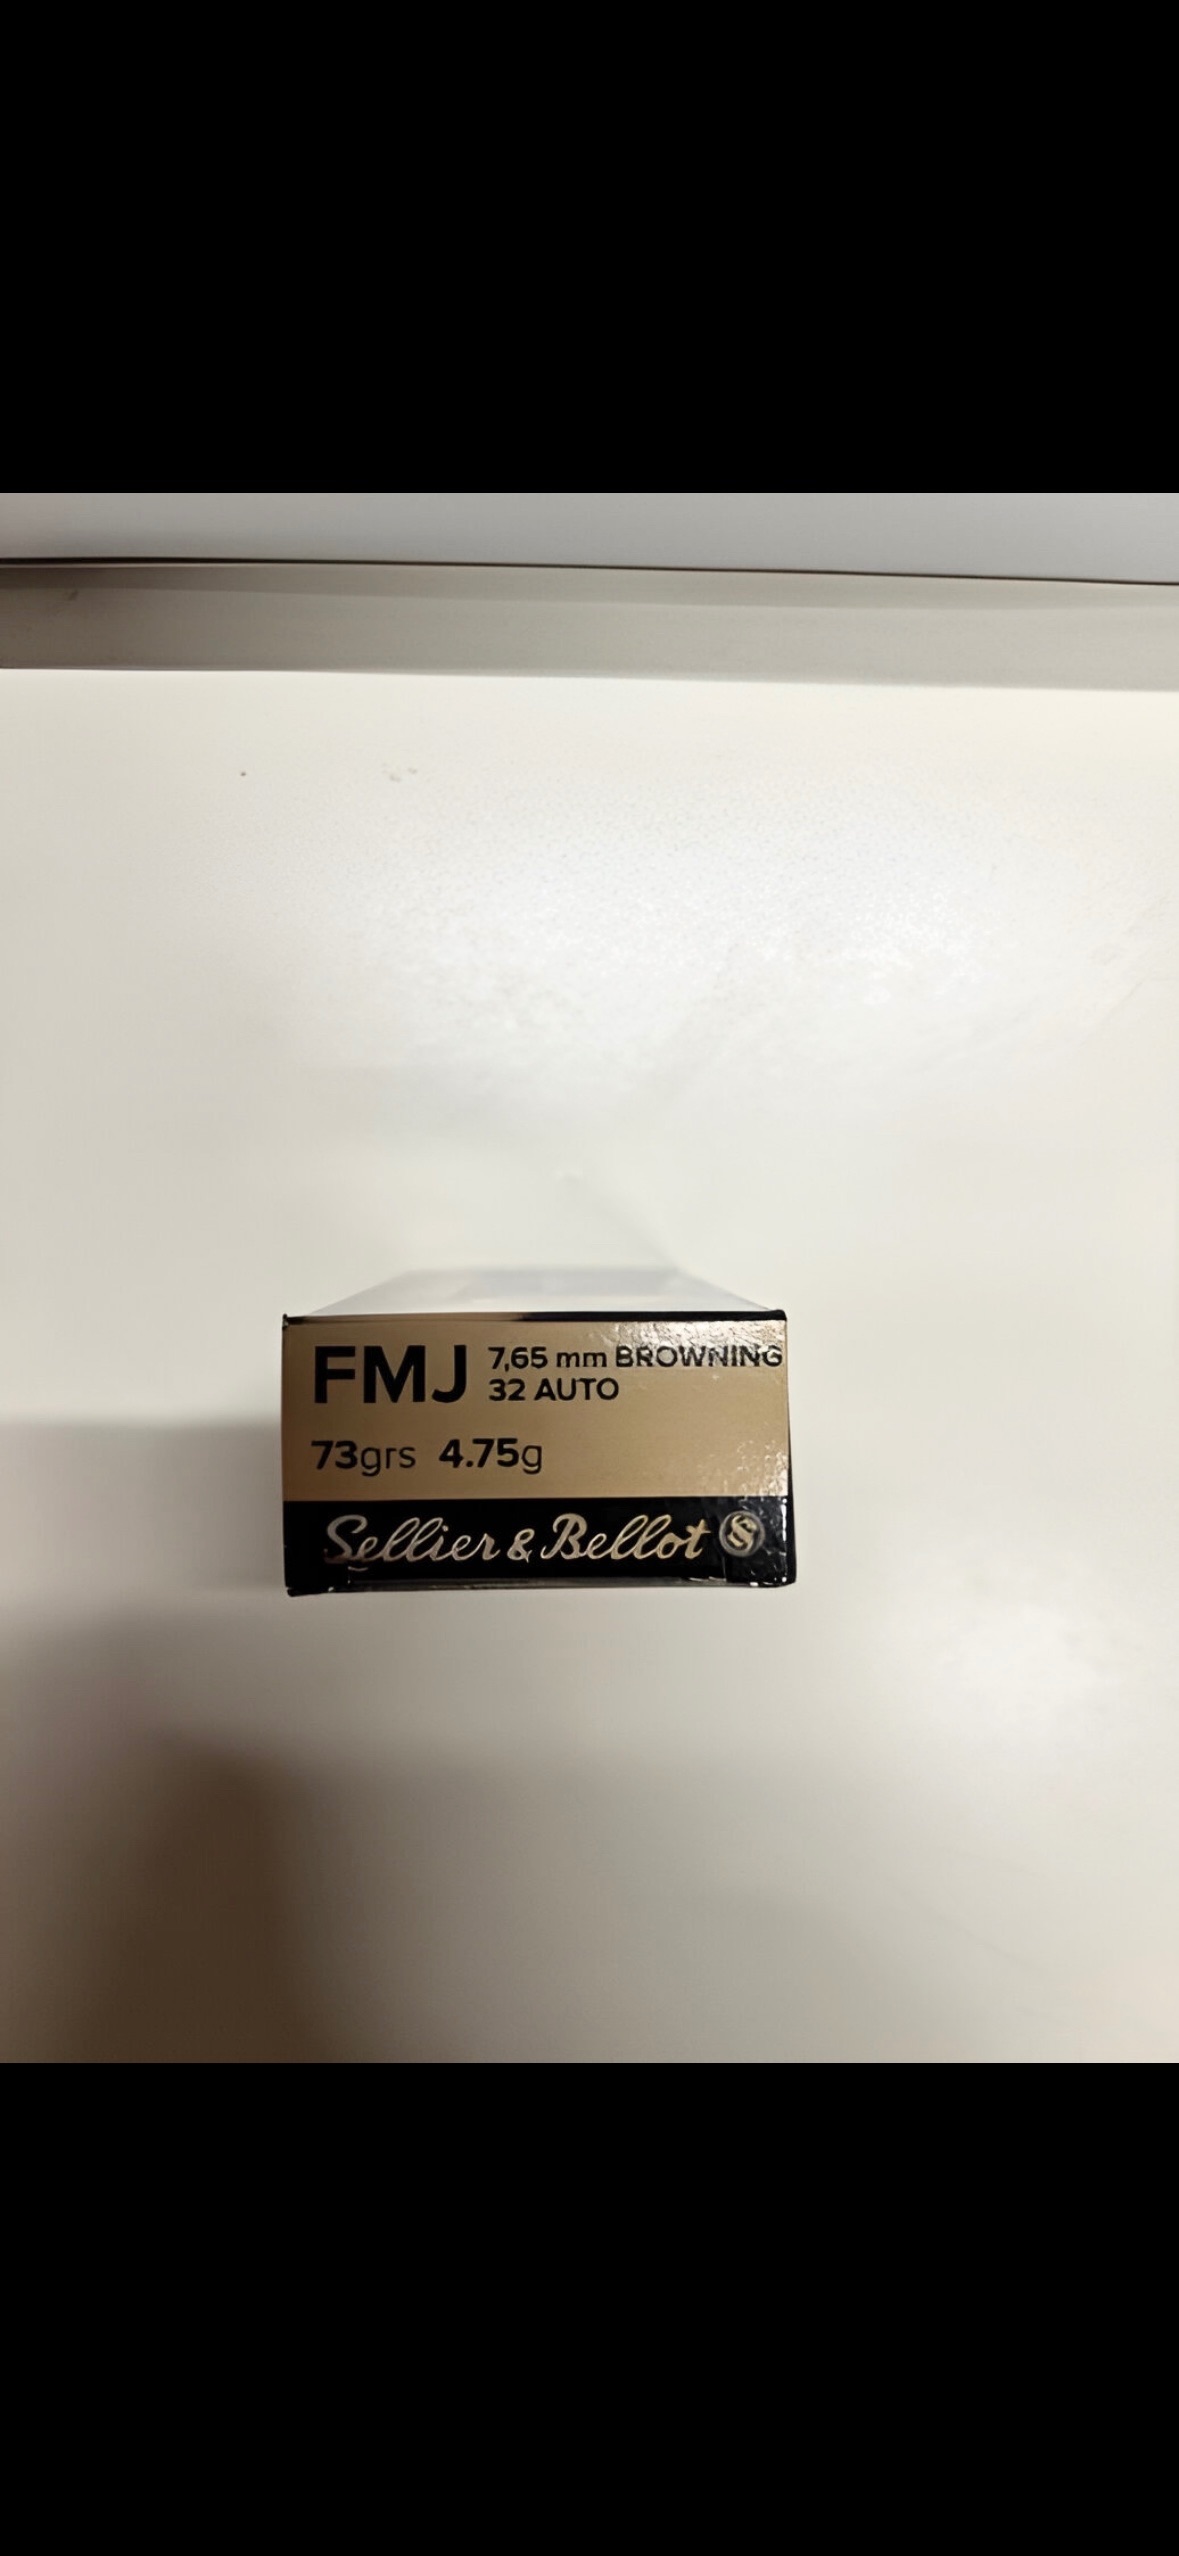 FMJ 7,65 mm BROWNING
32 AUTO
73grs 4.75g
Sellier & Bellot